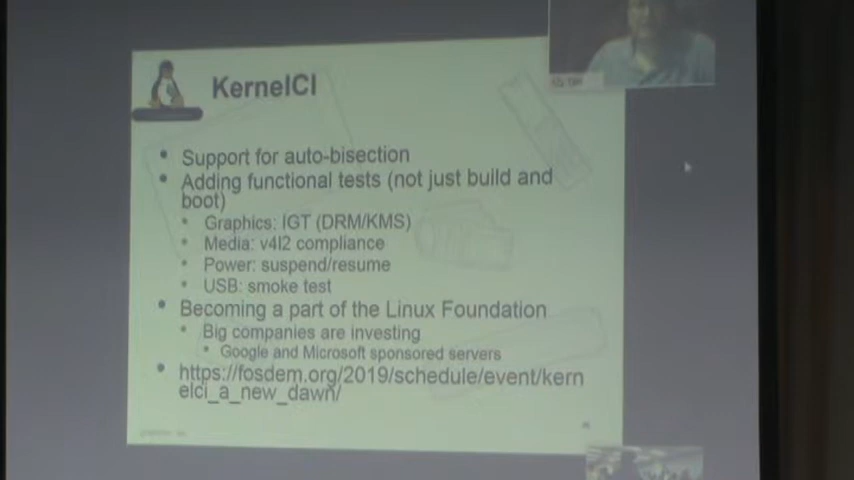 KernelCI
• Support for auto-bisection
• Adding functional tests (not just build and
boot)
• Graphics: IGT (DRM/KMS)
• Media: v4l2 compliance
• Power: suspend/resume
• USB: smoke test
• Becoming a part of the Linux Foundation
• Big companies are investing
• Google and Microsoft sponsored servers
• https://fosdem.org/2019/schedule/event/kern
elci_a_new_dawn/